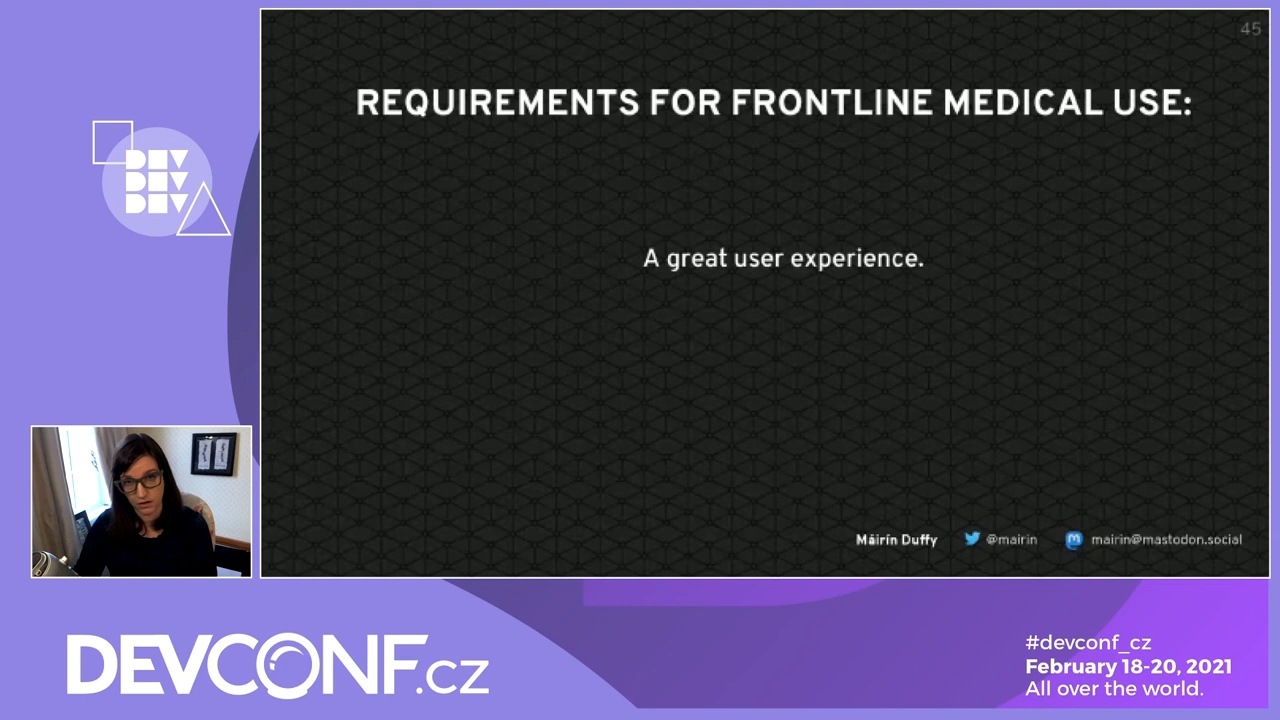 45
REQUIREMENTS FOR FRONTLINE MEDICAL USE:
A great user experience.
Máirín Duffy @mairin mairin@mastodon.social
DEV
DEV
DEV
DEVCONF.CZ
#devconf_cz
February 18-20, 2021
All over the world.